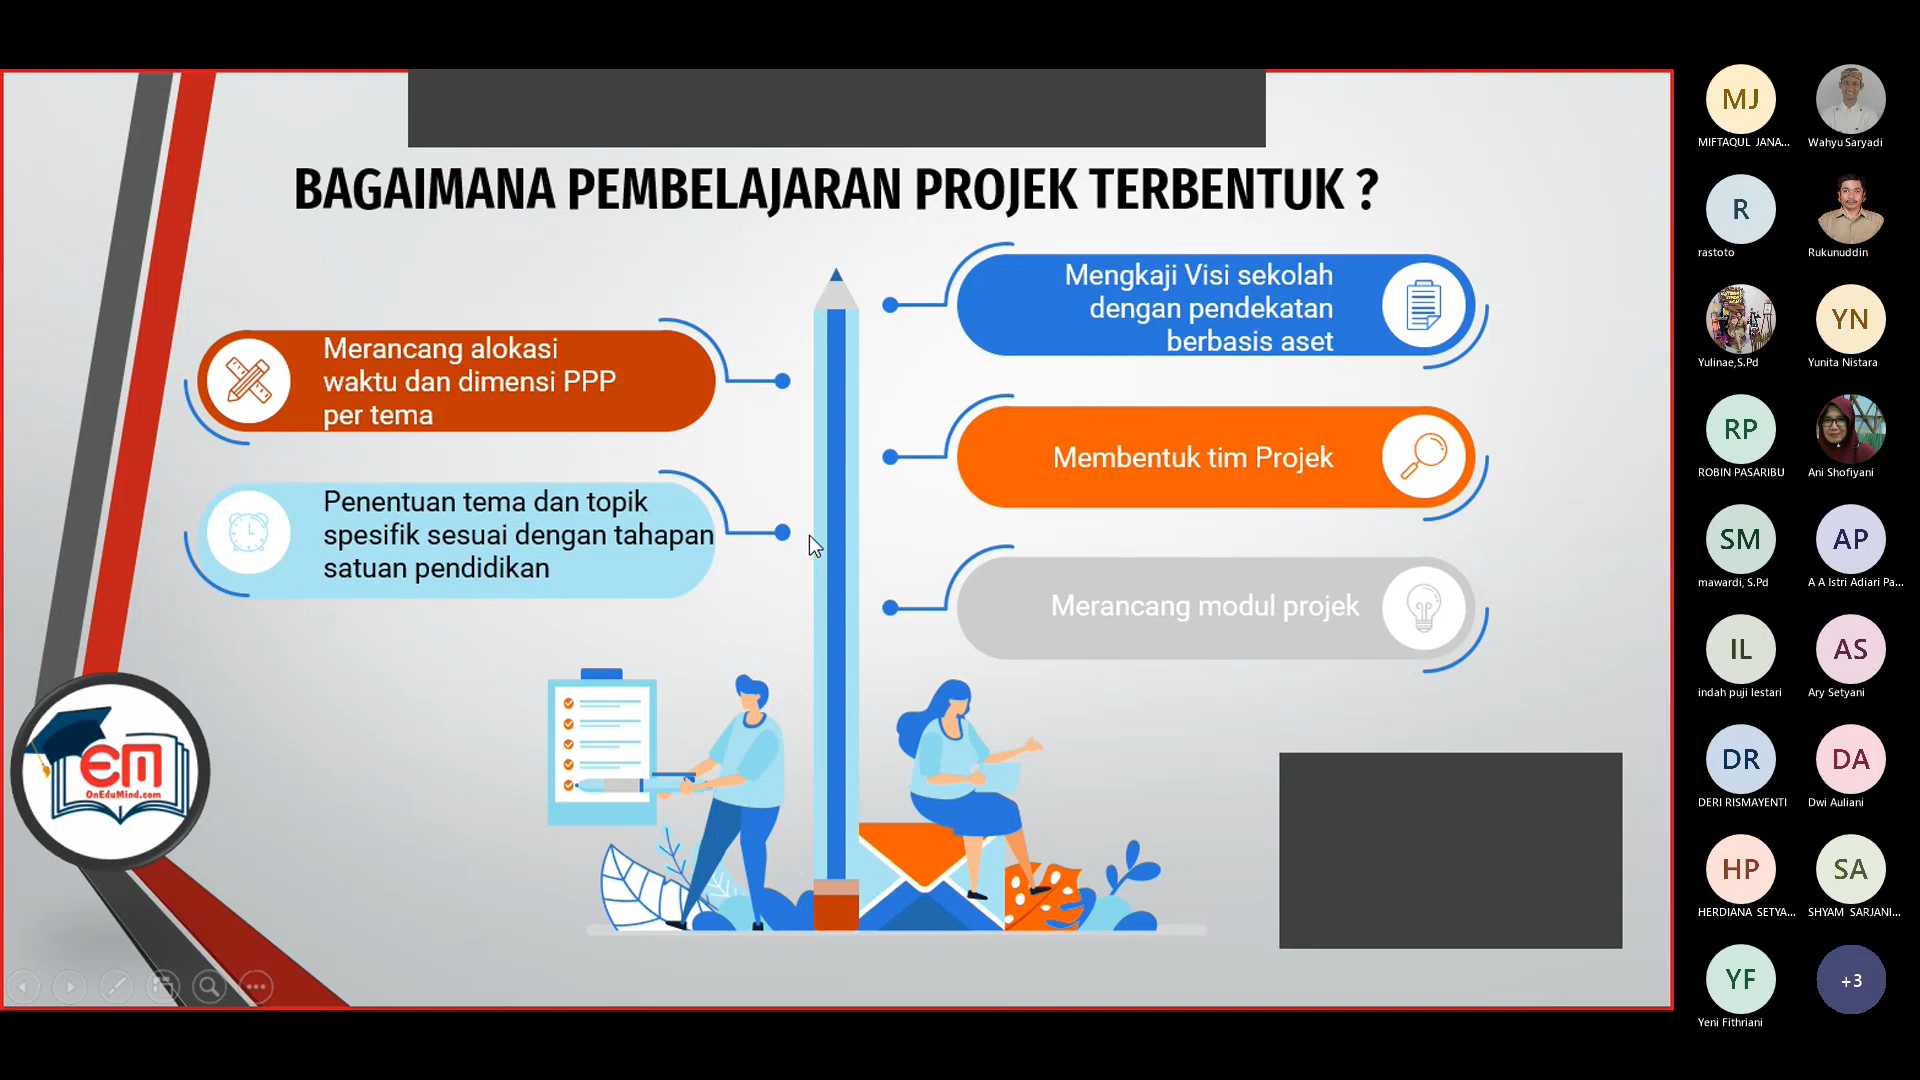 BAGAIMANA PEMBELAJARAN PROJEK TERBENTUK ?
Mengkaji Visi sekolah
dengan pendekatan
berbasis aset
Merancang alokasi
waktu dan dimensi PPP
per tema
Membentuk tim Projek
Penentuan tema dan topik
spesifik sesuai dengan tahapan
satuan pendidikan
Merancang modul projek
EM
OnEduMind.com
MJ
MIFTAQUL JANA...
Wahyu Saryadi
R
rastoto
Rukunuddin
Yulinae,S.Pd
YN
Yunita Nistara
RP
ROBIN PASARIBU
Ani Shofiyani
SM
mawardi, S.Pd
AP
A A Istri Adiari Pa...
IL
indah puji lestari
AS
Ary Setyani
DR
DERI RISMAYENTI
DA
Dwi Auliani
HP
HERDIANA SETYA...
SA
SHYAM SARJANI...
YF
Yeni Fithriani
+3